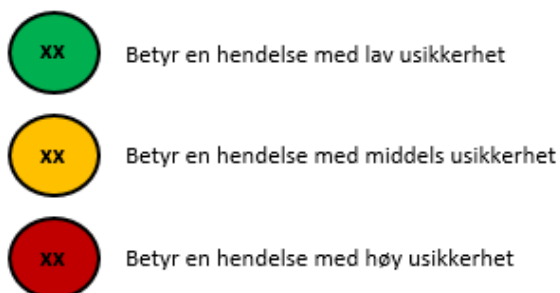 xx Betyr en hendelse med lav usikkerhet
xx Betyr en hendelse med middels usikkerhet
xx Betyr en hendelse med høy usikkerhet